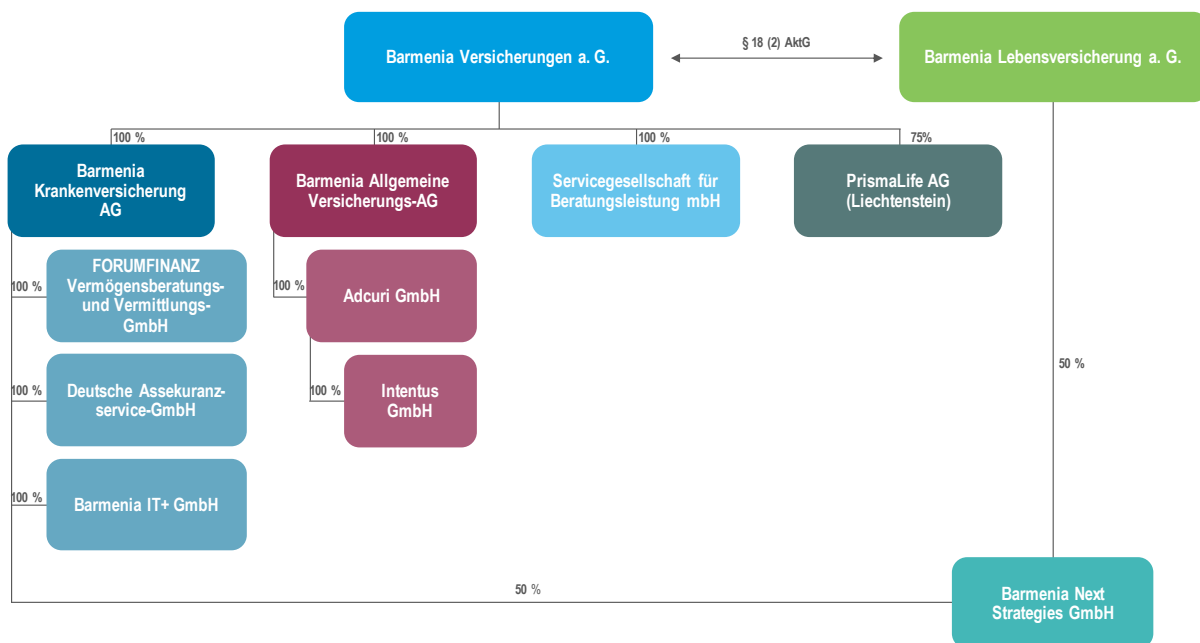 Barmenia Versicherungen a. G.
§ 18 (2) AktG
Barmenia Lebensversicherung a. G.
100 %
100 %
100 %
75%
Barmenia
Krankenversicherung
AG
Barmenia Allgemeine
Versicherungs-AG
Servicegesellschaft für
Beratungsleistung mbH
PrismaLife AG
(Liechtenstein)
100 %
FORUMFINANZ
Vermögensberatungs-
und Vermittlungs-
GmbH
100 %
Adcuri GmbH
100 %
Deutsche Assekuranz-
service-GmbH
100 %
Intentus
GmbH
50 %
100 %
Barmenia IT+ GmbH
50 %
Barmenia Next
Strategies GmbH